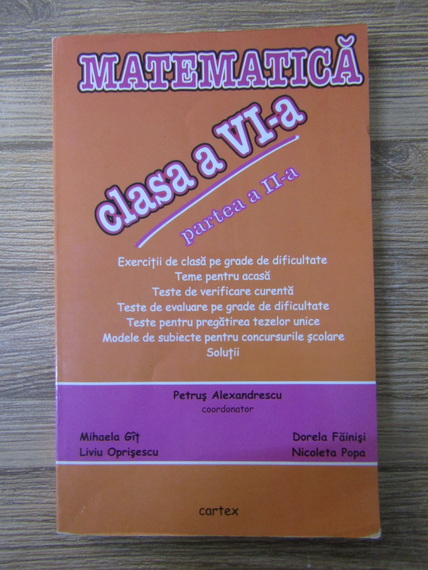 MATEMATICĂ
clasa a VI-a
partea a II-a
Exerciții de clasă pe grade de dificultate
Teme pentru acasă
Teste de verificare curentă
Teste de evaluare pe grade de dificultate
Teste pentru pregătirea tezelor unice
Modele de subiecte pentru concursurile școlare
Soluții
Petruş Alexandrescu
coordonator
Mihaela Gîţ
Dorela Făinişi
Liviu Oprişescu
Nicoleta Popa
cartex